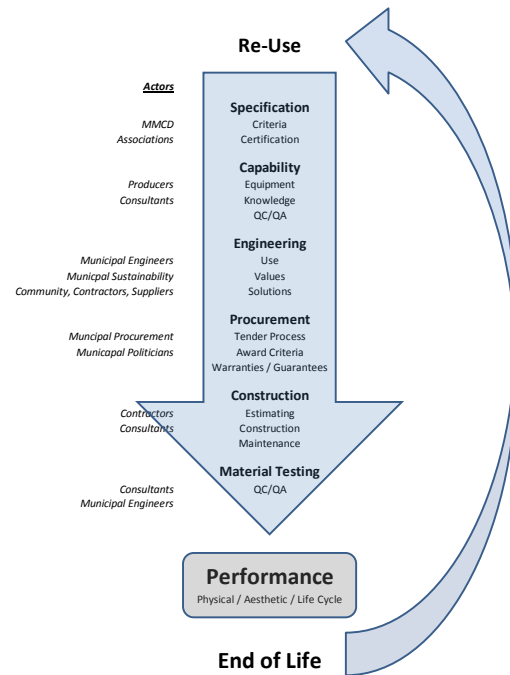 Re-Use
Actors
Specification
MMCD Criteria
Associations Certification
Capability
Producers Equipment
Consultants Knowledge
QC/QA
Engineering
Municipal Engineers Use
Municpal Sustainability Values
Community, Contractors, Suppliers Solutions
Procurement
Muncipal Procurement Tender Process
Municapal Politicians Award Criteria
Warranties / Guarantees
Construction
Contractors Estimating
Consultants Construction
Maintenance
Material Testing
Consultants QC/QA
Municipal Engineers
Performance
Physical / Aesthetic / Life Cycle
End of Life